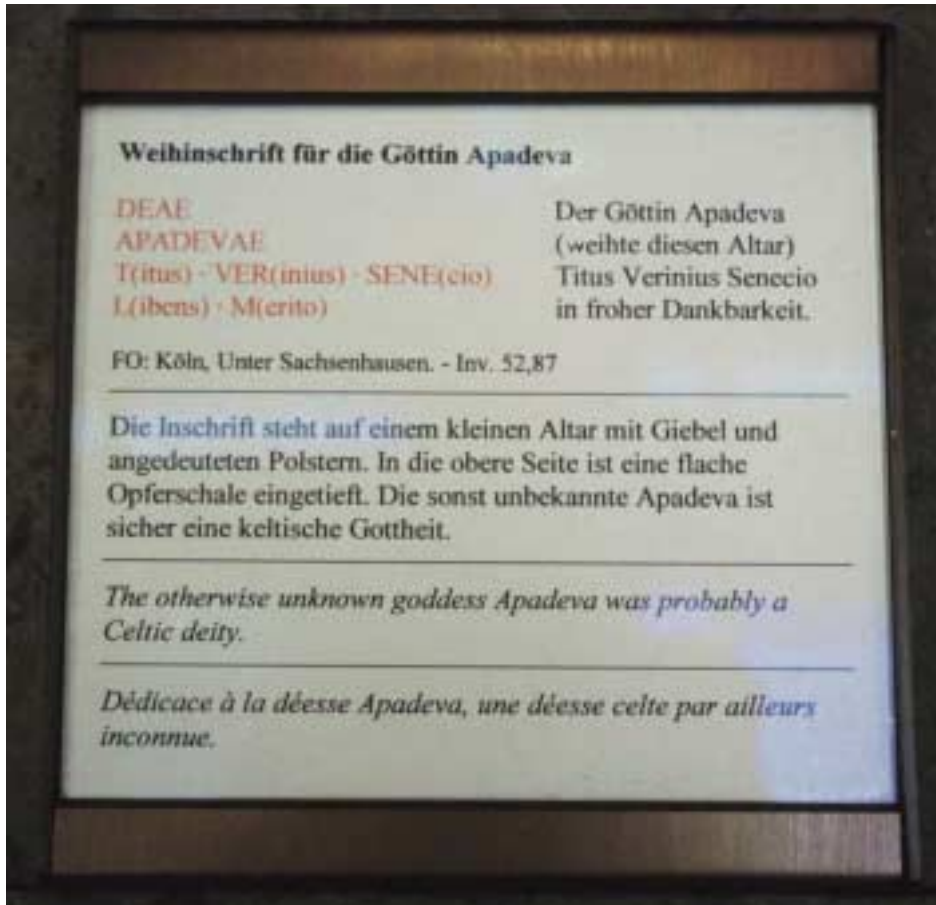 Weihinschrift für die Göttin Apadeva
DEAE
APADEVAE
T(itus) · VER(inius) · SENE(cio)
L(ibens) · M(erito)
Der Göttin Apadeva
(weihte diesen Altar)
Titus Verinius Senecio
in froher Dankbarkeit.
FO: Köln, Unter Sachsenhausen. - Inv. 52,87
Die Inschrift steht auf einem kleinen Altar mit Giebel und
angedeuteten Polstern. In die obere Seite ist eine flache
Opferschale eingetieft. Die sonst unbekannte Apadeva ist
sicher eine keltische Gottheit.
The otherwise unknown goddess Apadeva was probably a
Celtic deity.
Dédicace à la déesse Apadeva, une déesse celte par ailleurs
inconnue.